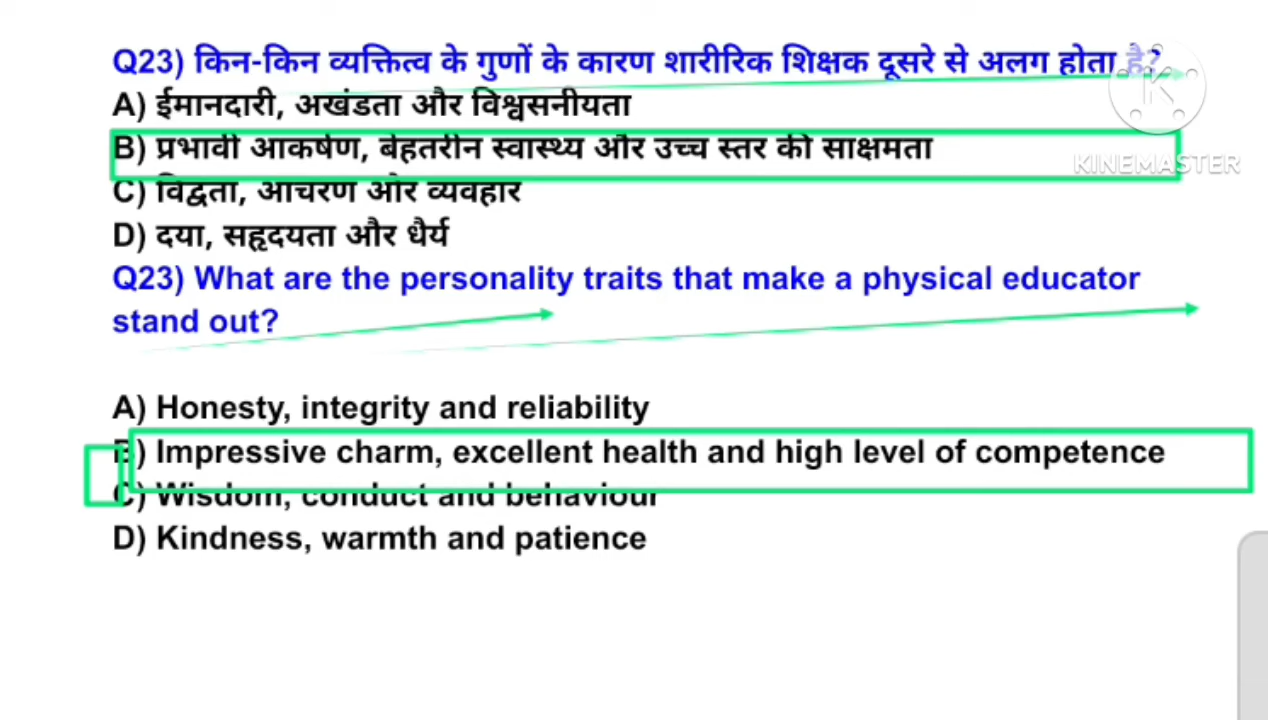 Q23) किन-किन व्यक्तित्व के गुणों के कारण शारीरिक शिक्षक दूसरे से अलग होता है?
A) ईमानदारी, अखंडता और विश्वसनीयता
B) प्रभावी आकर्षण, बेहतरीन स्वास्थ्य और उच्च स्तर की साक्षमता
C) विद्वता, आचरण और व्यवहार
D) दया, सहृदयता और धैर्य
Q23) What are the personality traits that make a physical educator
stand out?
A) Honesty, integrity and reliability
B) Impressive charm, excellent health and high level of competence
C) Wisdom, conduct and behaviour
D) Kindness, warmth and patience
K
KINEMASTER